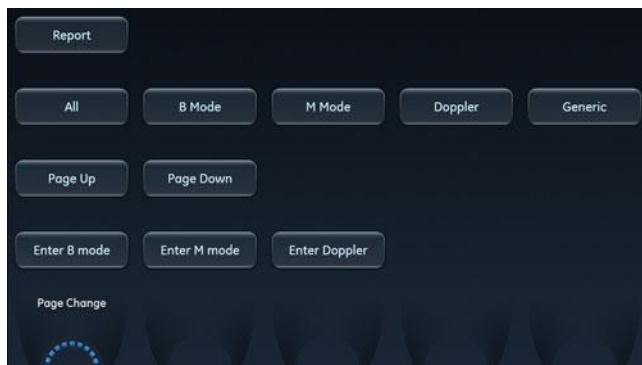 Report
All B Mode M Mode Doppler Generic
Page Up Page Down
Enter B mode Enter M mode Enter Doppler
Page Change